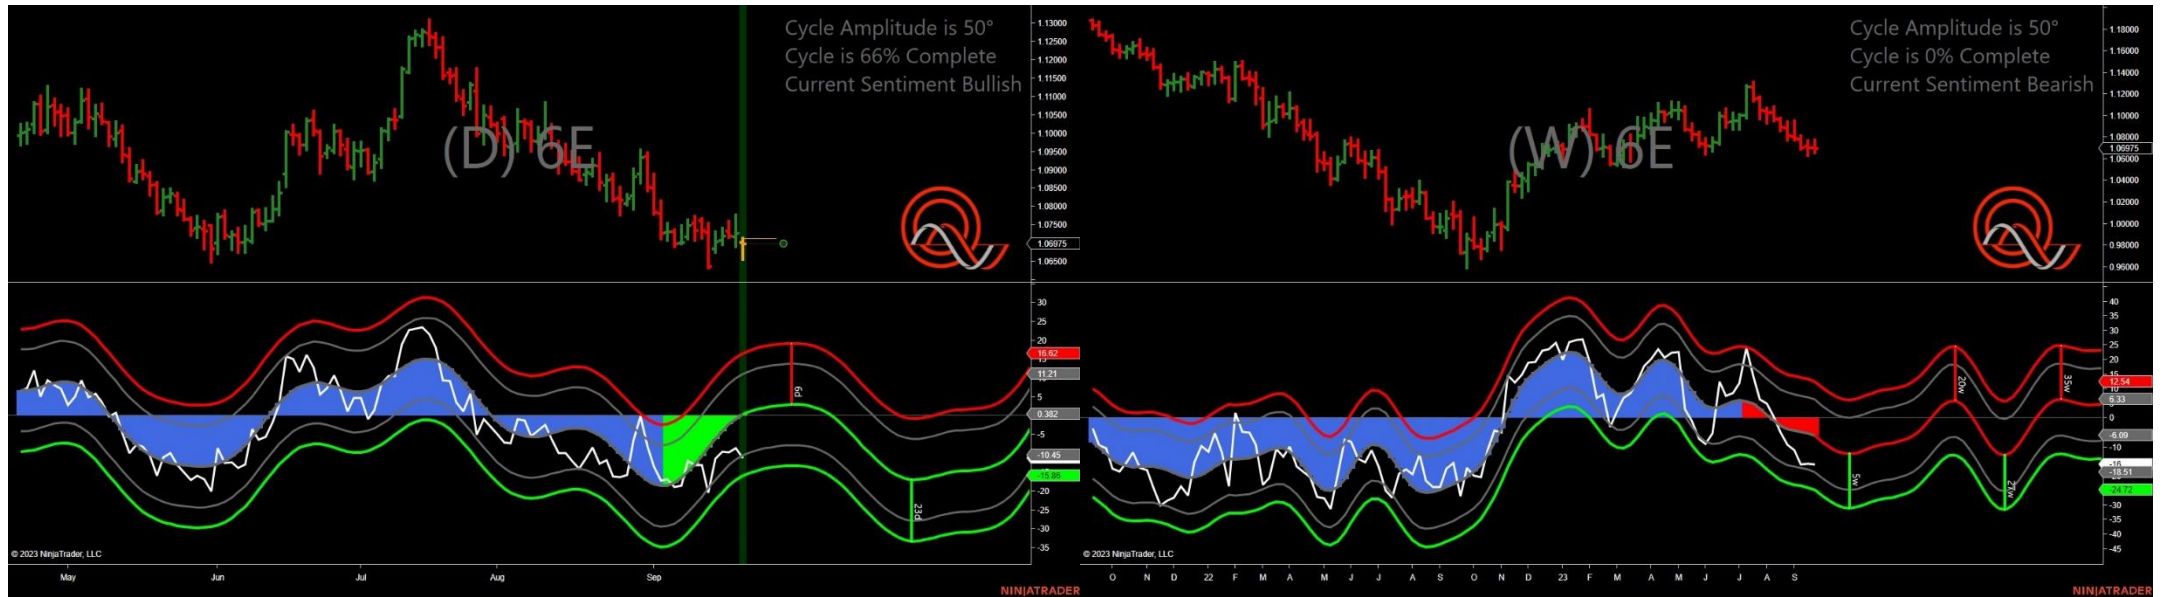 Cycle Amplitude is 50°
Cycle is 66% Complete
Current Sentiment Bullish
(D) 6E
1.13000
1.12500
1.12000
1.11500
1.11000
1.10500
1.10000
1.09500
1.09000
1.08500
1.08000
1.07500
1.06975
1.06500
30
25
20
16.62
11.21
5
0.382
-5
-10.45
-15.86
-20
-25
-30
-35
6d
23d
© 2023 NinjaTrader, LLC
May Jun Jul Aug Sep
NINJATRADER
Cycle Amplitude is 50°
Cycle is 0% Complete
Current Sentiment Bearish
(W) 6E
1.18000
1.16000
1.14000
1.12000
1.10000
1.08000
1.06975
1.06000
1.04000
1.02000
1.00000
0.98000
0.96000
40
35
30
25
20
15
12.54
6.33
0
-6.09
-10
-16
-18.51
-24.72
-30
-35
-40
-45
5w
20w
27w
35w
© 2023 NinjaTrader, LLC
O N D 22 F M A M J J A S O N D 23 F M A M J J A S
NINJATRADER